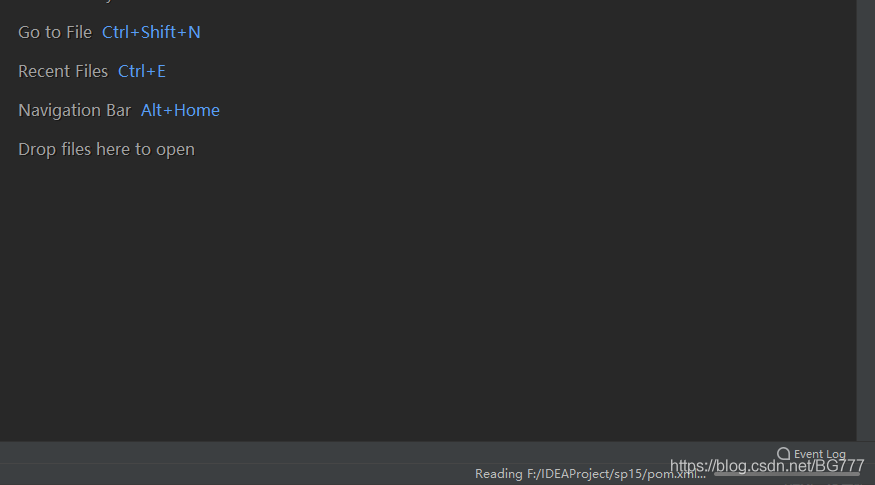 Go to File Ctrl+Shift+N
Recent Files Ctrl+E
Navigation Bar Alt+Home
Drop files here to open
Event Log
https://blog.csdn.net/BG777
Reading F:/IDEAProject/sp15/pom.xml...